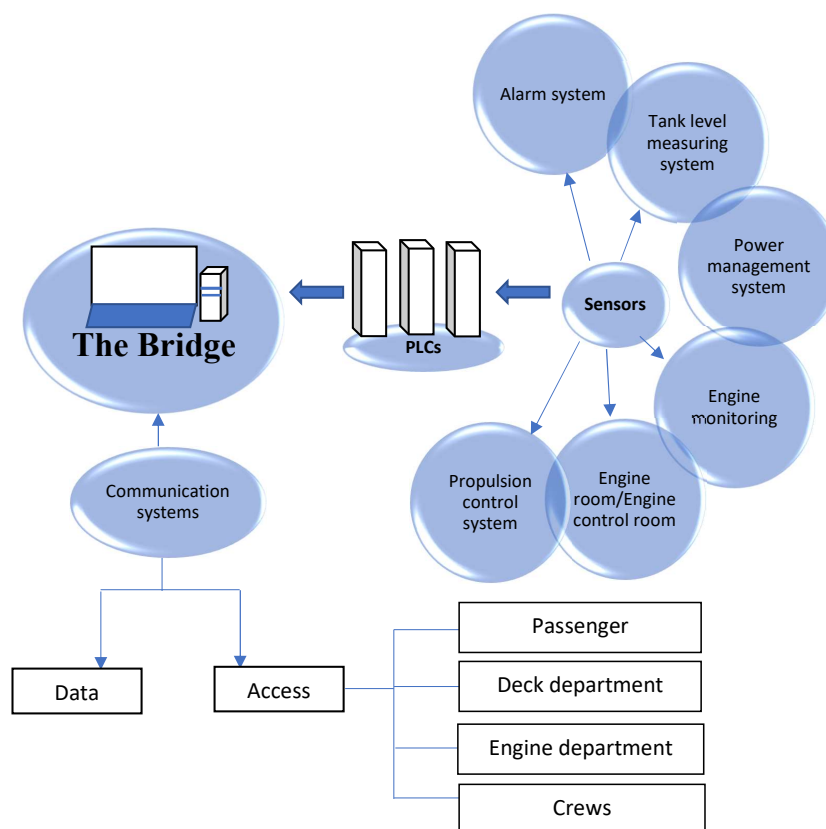 Alarm system
Tank level
measuring
system
Power
management
system
Sensors
PLCs
The Bridge
Engine
monitoring
Communication
systems
Propulsion
control
system
Engine
room/Engine
control room
Passenger
Deck department
Data
Access
Engine department
Crews